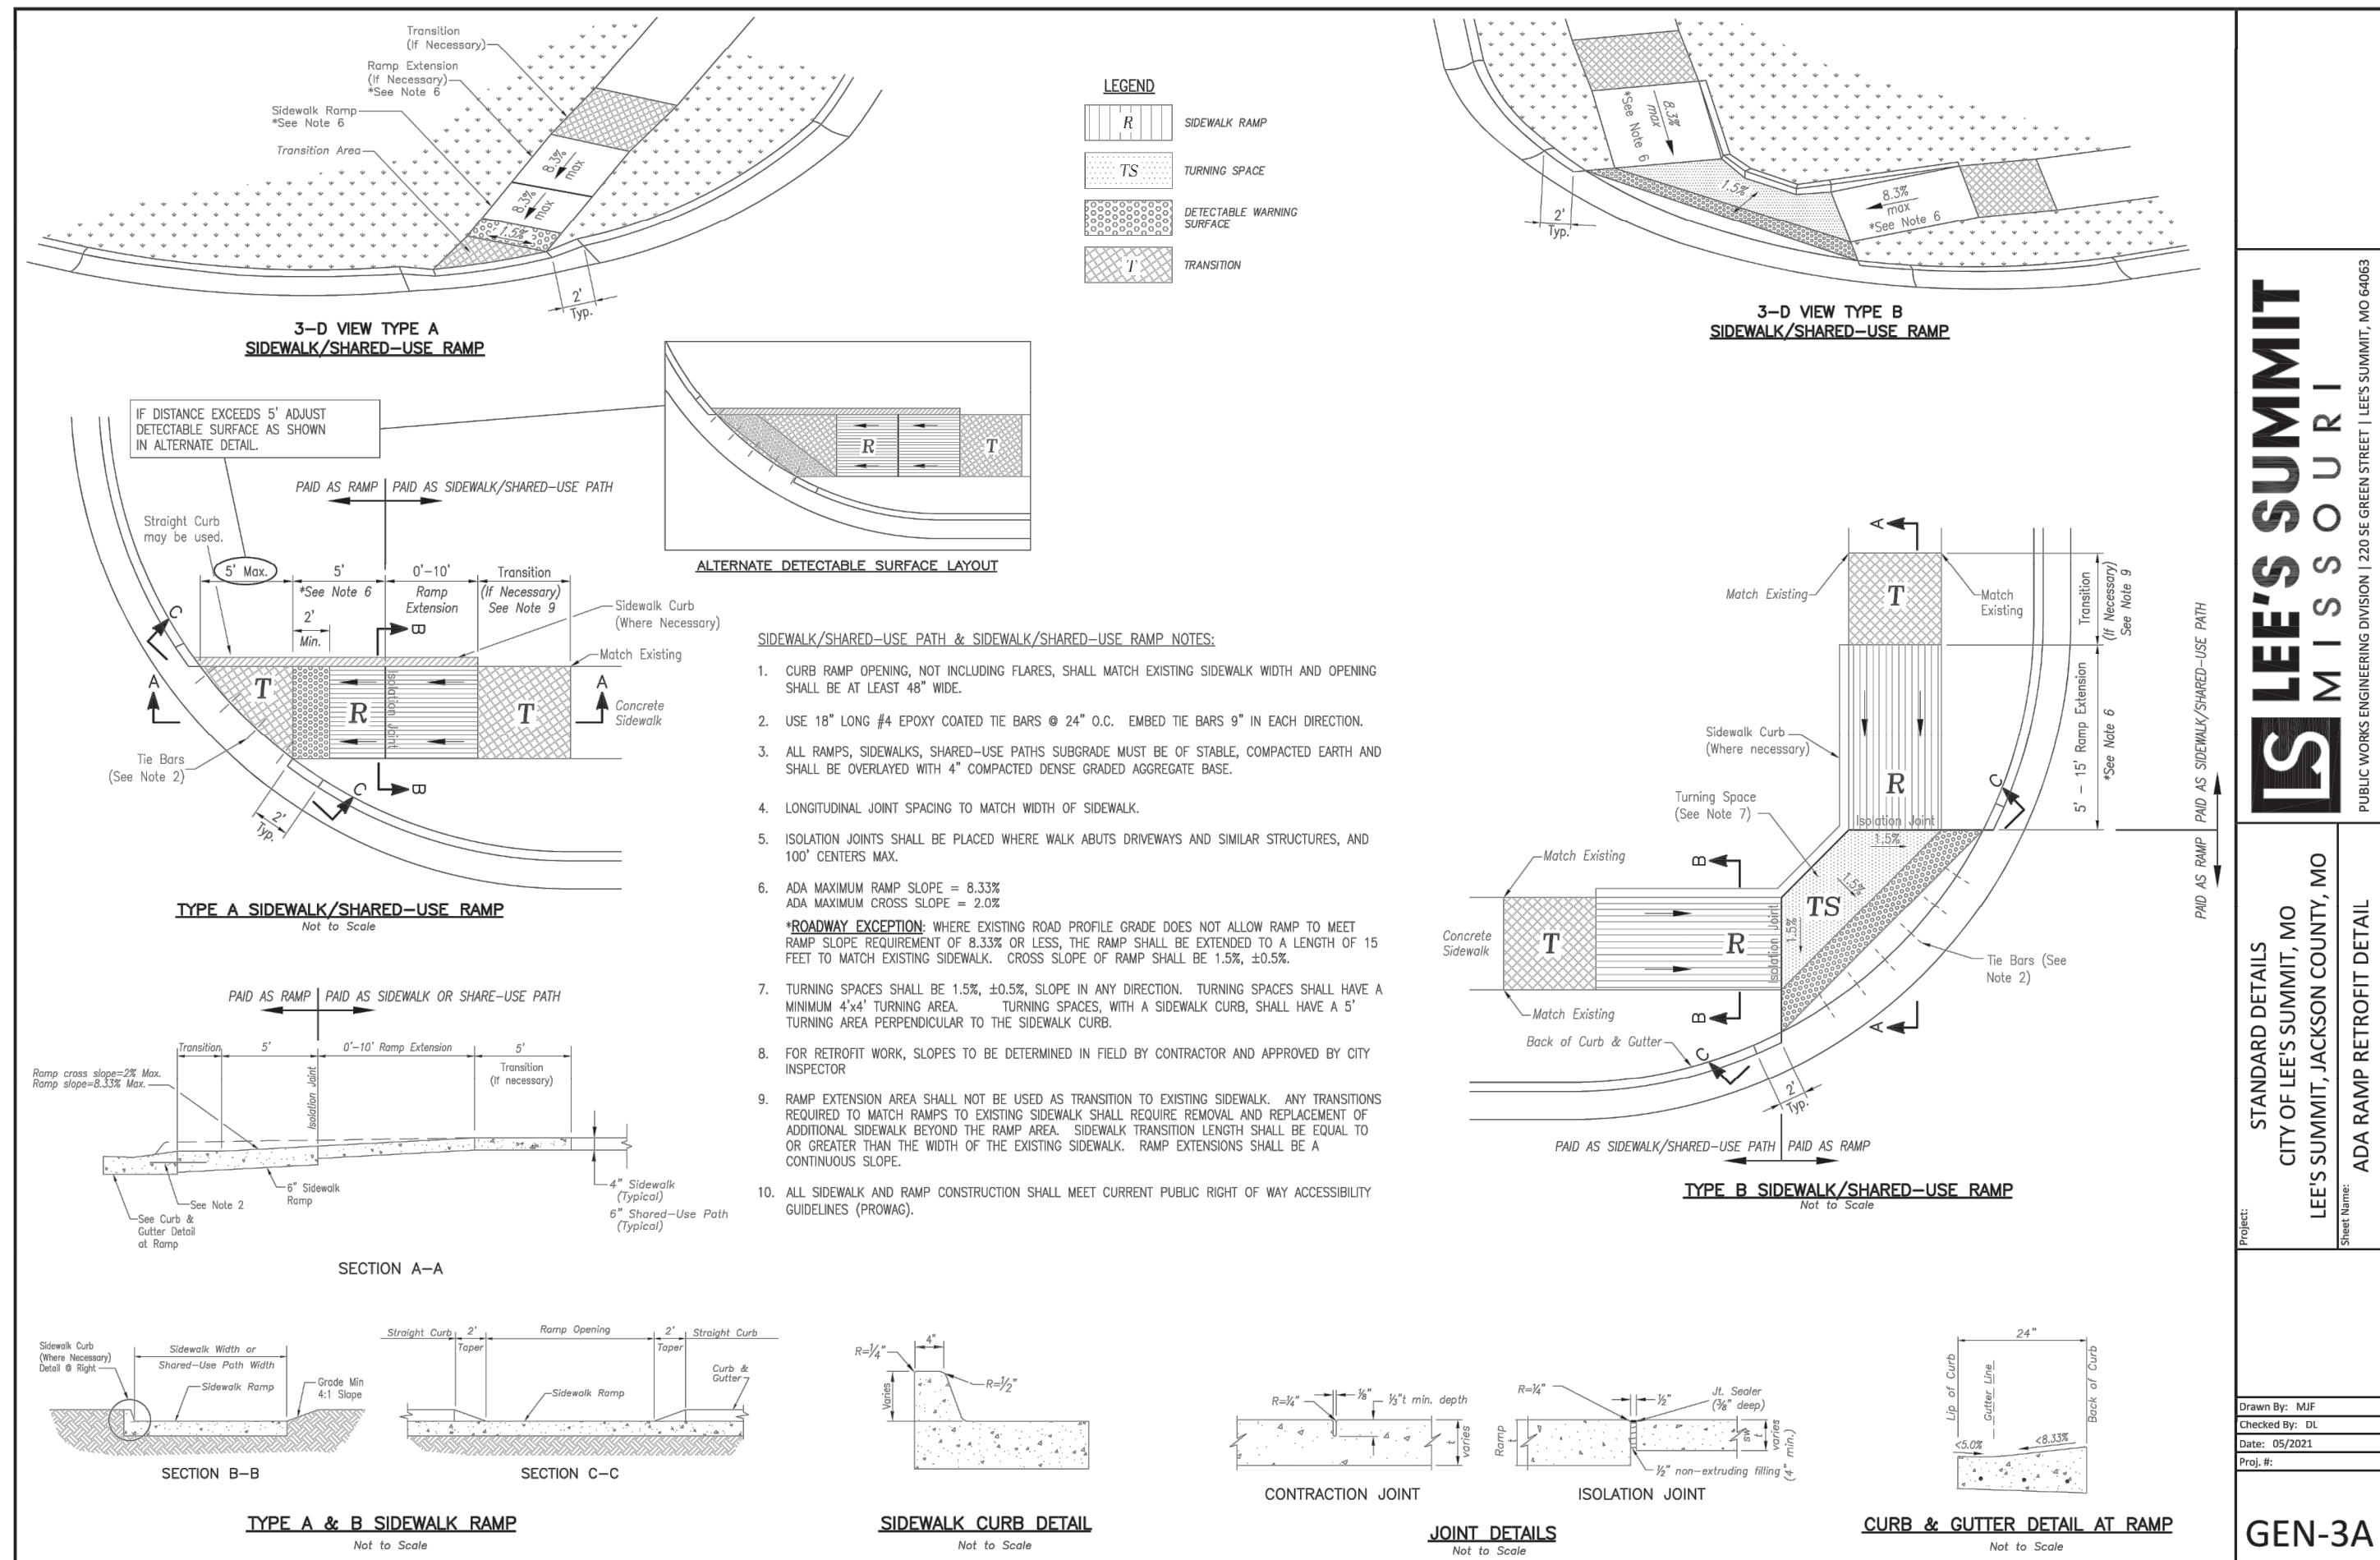 Transition
(If Necessary)
Ramp Extension
(If Necessary)
*See Note 6
Sidewalk Ramp
*See Note 6
Transition Area
8.3%
max
8.3%
max
1.5%
2'
Typ.
3-D VIEW TYPE A
SIDEWALK/SHARED-USE RAMP
LEGEND
R
SIDEWALK RAMP
TS
TURNING SPACE
DETECTABLE WARNING
SURFACE
T
TRANSITION
*See Note 6
8.3%
max
1.5%
8.3%
max
*See Note 6
2'
Typ.
3-D VIEW TYPE B
SIDEWALK/SHARED-USE RAMP
IF DISTANCE EXCEEDS 5' ADJUST
DETECTABLE SURFACE AS SHOWN
IN ALTERNATE DETAIL.
R
T
ALTERNATE DETECTABLE SURFACE LAYOUT
PAID AS RAMP
PAID AS SIDEWALK/SHARED-USE PATH
Straight Curb
may be used.
5' Max.
5'
*See Note 6
0'-10'
Ramp
Extension
Transition
(If Necessary)
See Note 9
2'
Min.
Sidewalk Curb
(Where Necessary)
Match Existing
B
C
A
T
R
Isolation Joint
T
A
Concrete
Sidewalk
Tie Bars
(See Note 2)
B
C
2'
Typ.
TYPE A SIDEWALK/SHARED-USE RAMP
Not to Scale
SIDEWALK/SHARED-USE PATH & SIDEWALK/SHARED-USE RAMP NOTES:
1. CURB RAMP OPENING, NOT INCLUDING FLARES, SHALL MATCH EXISTING SIDEWALK WIDTH AND OPENING
SHALL BE AT LEAST 48" WIDE.
2. USE 18" LONG #4 EPOXY COATED TIE BARS @ 24" O.C. EMBED TIE BARS 9" IN EACH DIRECTION.
3. ALL RAMPS, SIDEWALKS, SHARED-USE PATHS SUBGRADE MUST BE OF STABLE, COMPACTED EARTH AND
SHALL BE OVERLAYED WITH 4" COMPACTED DENSE GRADED AGGREGATE BASE.
4. LONGITUDINAL JOINT SPACING TO MATCH WIDTH OF SIDEWALK.
5. ISOLATION JOINTS SHALL BE PLACED WHERE WALK ABUTS DRIVEWAYS AND SIMILAR STRUCTURES, AND
100' CENTERS MAX.
6. ADA MAXIMUM RAMP SLOPE = 8.33%
ADA MAXIMUM CROSS SLOPE = 2.0%
*ROADWAY EXCEPTION: WHERE EXISTING ROAD PROFILE GRADE DOES NOT ALLOW RAMP TO MEET
RAMP SLOPE REQUIREMENT OF 8.33% OR LESS, THE RAMP SHALL BE EXTENDED TO A LENGTH OF 15
FEET TO MATCH EXISTING SIDEWALK. CROSS SLOPE OF RAMP SHALL BE 1.5%, ±0.5%.
7. TURNING SPACES SHALL BE 1.5%, ±0.5%, SLOPE IN ANY DIRECTION. TURNING SPACES SHALL HAVE A
MINIMUM 4'x4' TURNING AREA. TURNING SPACES, WITH A SIDEWALK CURB, SHALL HAVE A 5'
TURNING AREA PERPENDICULAR TO THE SIDEWALK CURB.
8. FOR RETROFIT WORK, SLOPES TO BE DETERMINED IN FIELD BY CONTRACTOR AND APPROVED BY CITY
INSPECTOR
9. RAMP EXTENSION AREA SHALL NOT BE USED AS TRANSITION TO EXISTING SIDEWALK. ANY TRANSITIONS
REQUIRED TO MATCH RAMPS TO EXISTING SIDEWALK SHALL REQUIRE REMOVAL AND REPLACEMENT OF
ADDITIONAL SIDEWALK BEYOND THE RAMP AREA. SIDEWALK TRANSITION LENGTH SHALL BE EQUAL TO
OR GREATER THAN THE WIDTH OF THE EXISTING SIDEWALK. RAMP EXTENSIONS SHALL BE A
CONTINUOUS SLOPE.
10. ALL SIDEWALK AND RAMP CONSTRUCTION SHALL MEET CURRENT PUBLIC RIGHT OF WAY ACCESSIBILITY
GUIDELINES (PROWAG).
A
Match Existing
T
Match
Existing
Transition
(If Necessary)
See Note 9
Sidewalk Curb
(Where necessary)
R
5' - 15' Ramp Extension
*See Note 6
PAID AS RAMP
PAID AS SIDEWALK/SHARED-USE PATH
Turning Space
(See Note 7)
Isolation Joint
1.5%
C
Match Existing
B
1.5%
TS
1.5%
Concrete
Sidewalk
T
R
Isolation Joint
Tie Bars (See
Note 2)
Match Existing
B
A
Back of Curb & Gutter
C
2'
Typ.
PAID AS SIDEWALK/SHARED-USE PATH
PAID AS RAMP
TYPE B SIDEWALK/SHARED-USE RAMP
Not to Scale
PAID AS RAMP
PAID AS SIDEWALK OR SHARE-USE PATH
Transition
5'
0'-10' Ramp Extension
5'
Transition
(If necessary)
Ramp cross slope=2% Max.
Ramp slope=8.33% Max.
Isolation Joint
See Note 2
6" Sidewalk
Ramp
See Curb &
Gutter Detail
at Ramp
4" Sidewalk
(Typical)
6" Shared-Use Path
(Typical)
SECTION A-A
Sidewalk Curb
(Where Necessary)
Detail @ Right
Sidewalk Width or
Shared-Use Path Width
Sidewalk Ramp
Grade Min
4:1 Slope
SECTION B-B
Straight Curb
2'
Taper
Ramp Opening
2'
Taper
Straight Curb
Curb &
Gutter
Sidewalk Ramp
SECTION C-C
TYPE A & B SIDEWALK RAMP
Not to Scale
4"
R=¼"
R=½"
Varies
SIDEWALK CURB DETAIL
Not to Scale
R=¼"
⅛"
⅓"t min. depth
t
varies
CONTRACTION JOINT
R=¼"
½"
Jt. Sealer
(⅜" deep)
Ramp
t
sw
t
varies
(4" min.)
½" non-extruding filling
ISOLATION JOINT
JOINT DETAILS
Not to Scale
24"
Lip of Curb
Gutter Line
Back of Curb
<5.0%
<8.33%
CURB & GUTTER DETAIL AT RAMP
Not to Scale
LS
LEE'S SUMMIT
MISSOURI
PUBLIC WORKS ENGINEERING DIVISION | 220 SE GREEN STREET | LEE'S SUMMIT, MO 64063
Project:
STANDARD DETAILS
CITY OF LEE'S SUMMIT, MO
LEE'S SUMMIT, JACKSON COUNTY, MO
Sheet Name:
ADA RAMP RETROFIT DETAIL
Drawn By: MJF
Checked By: DL
Date: 05/2021
Proj. #:
GEN-3A